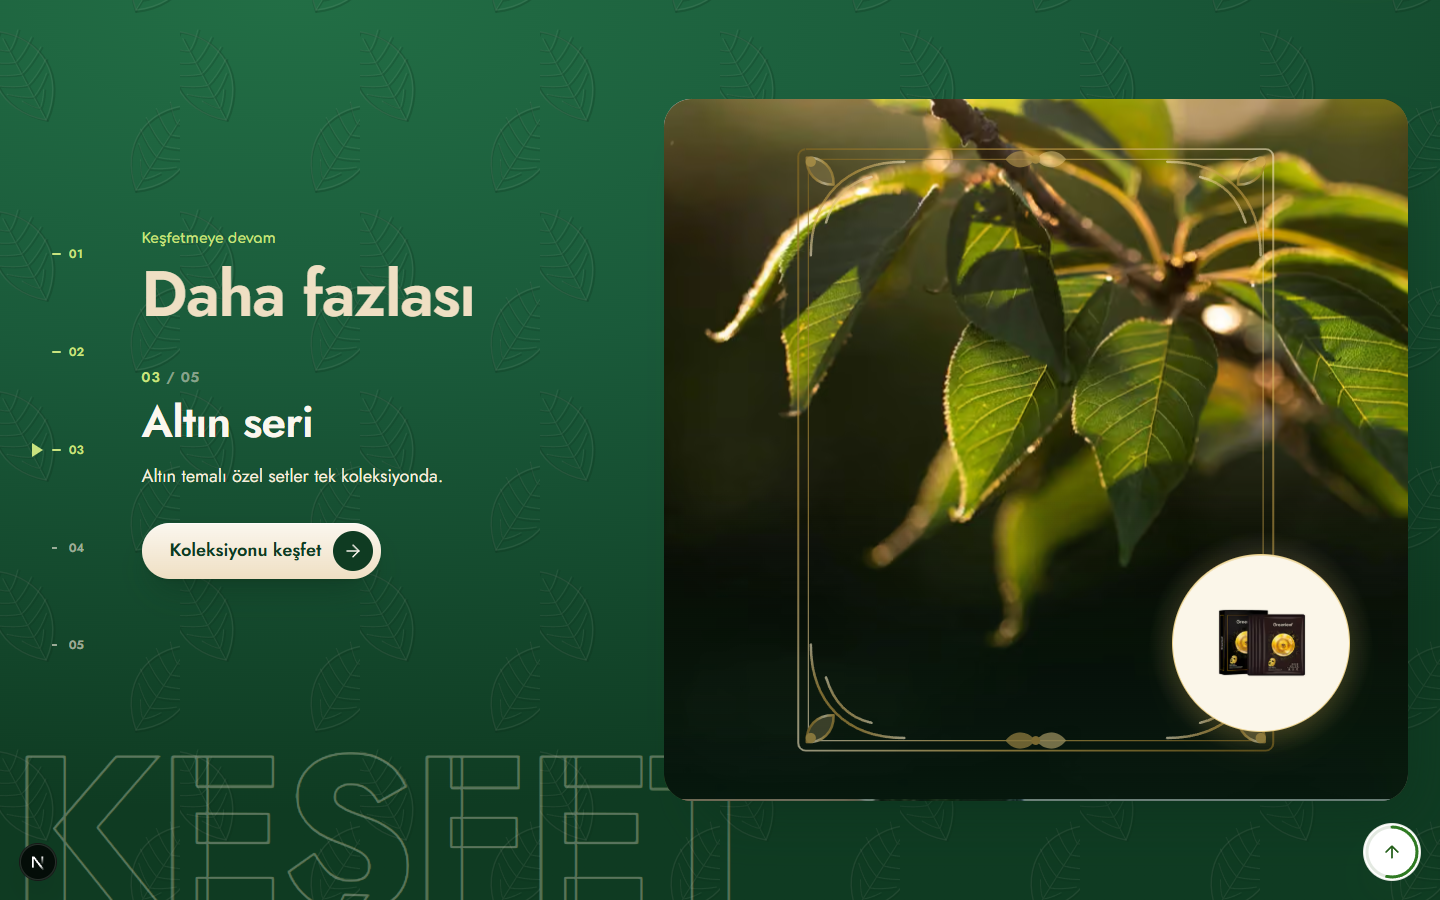 Keşfetmeye devam
Daha fazlası
01
02
03
04
05
03 / 05
Altın seri
Altın temalı özel setler tek koleksiyonda.
Koleksiyonu keşfet
KEŞFET
N